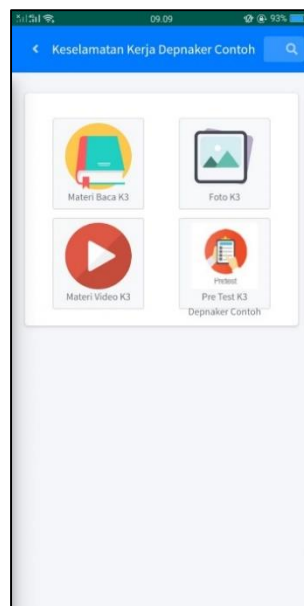 09.09
93%
Keselamatan Kerja Depnaker Contoh
Materi Baca K3
Foto K3
Materi Video K3
Pretest
Pre Test K3
Depnaker Contoh